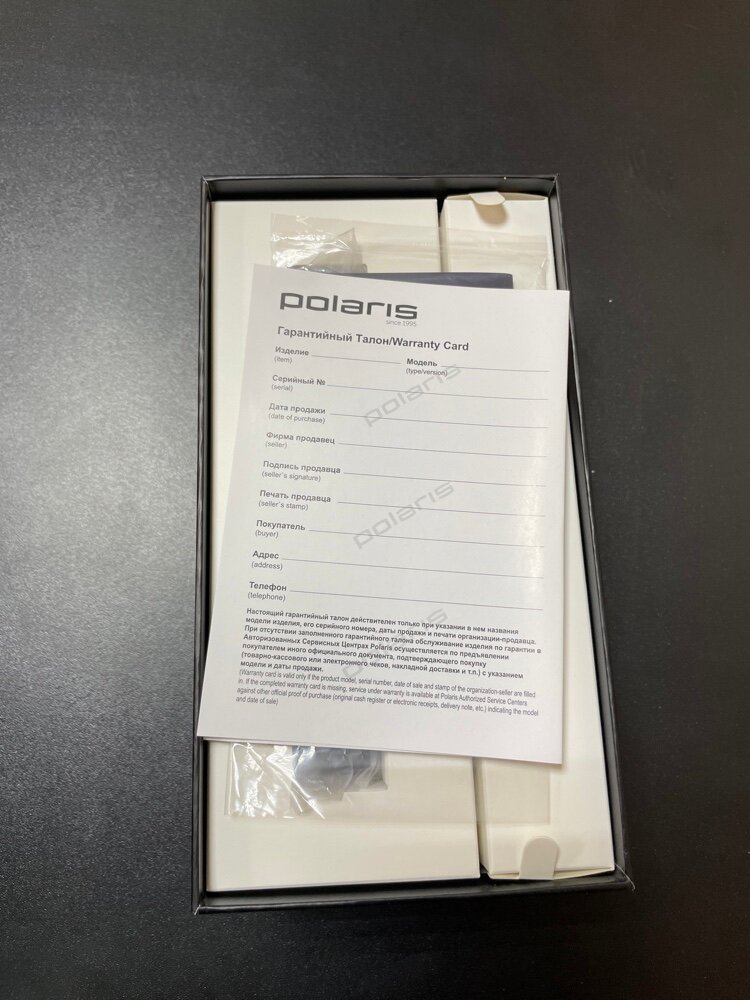 polaris
since 1995
Гарантийный Талон/Warranty Card
Изделие
(item)
Модель
(type/version)
Серийный №
(serial)
Дата продажи
(date of purchase)
Фирма продавец
(seller)
Подпись продавца
(seller`s signature)
Печать продавца
(seller`s stamp)
Покупатель
(buyer)
Адрес
(address)
Телефон
(telephone)
polaris
polaris
polaris
Настоящий гарантийный талон действителен только при указании в нем названия
модели изделия, его серийного номера, даты продажи и печати организации-продавца.
При отсутствии заполненного гарантийного талона обслуживание изделия по гарантии в
Авторизованных Сервисных Центрах Polaris осуществляется по предъявлении
покупателем иного официального документа, подтверждающего покупку
(товарно-кассового или электронного чеков, накладной доставки и т.п.) с указанием
модели и даты продажи.
(Warranty card is valid only if the product model, serial number, date of sale and stamp of the organization-seller are filled
in. If the completed warranty card is missing, service under warranty is available at Polaris Authorized Service Centers
against other official proof of purchase (original cash register or electronic receipts, delivery note, etc.) indicating the model
and date of sale)